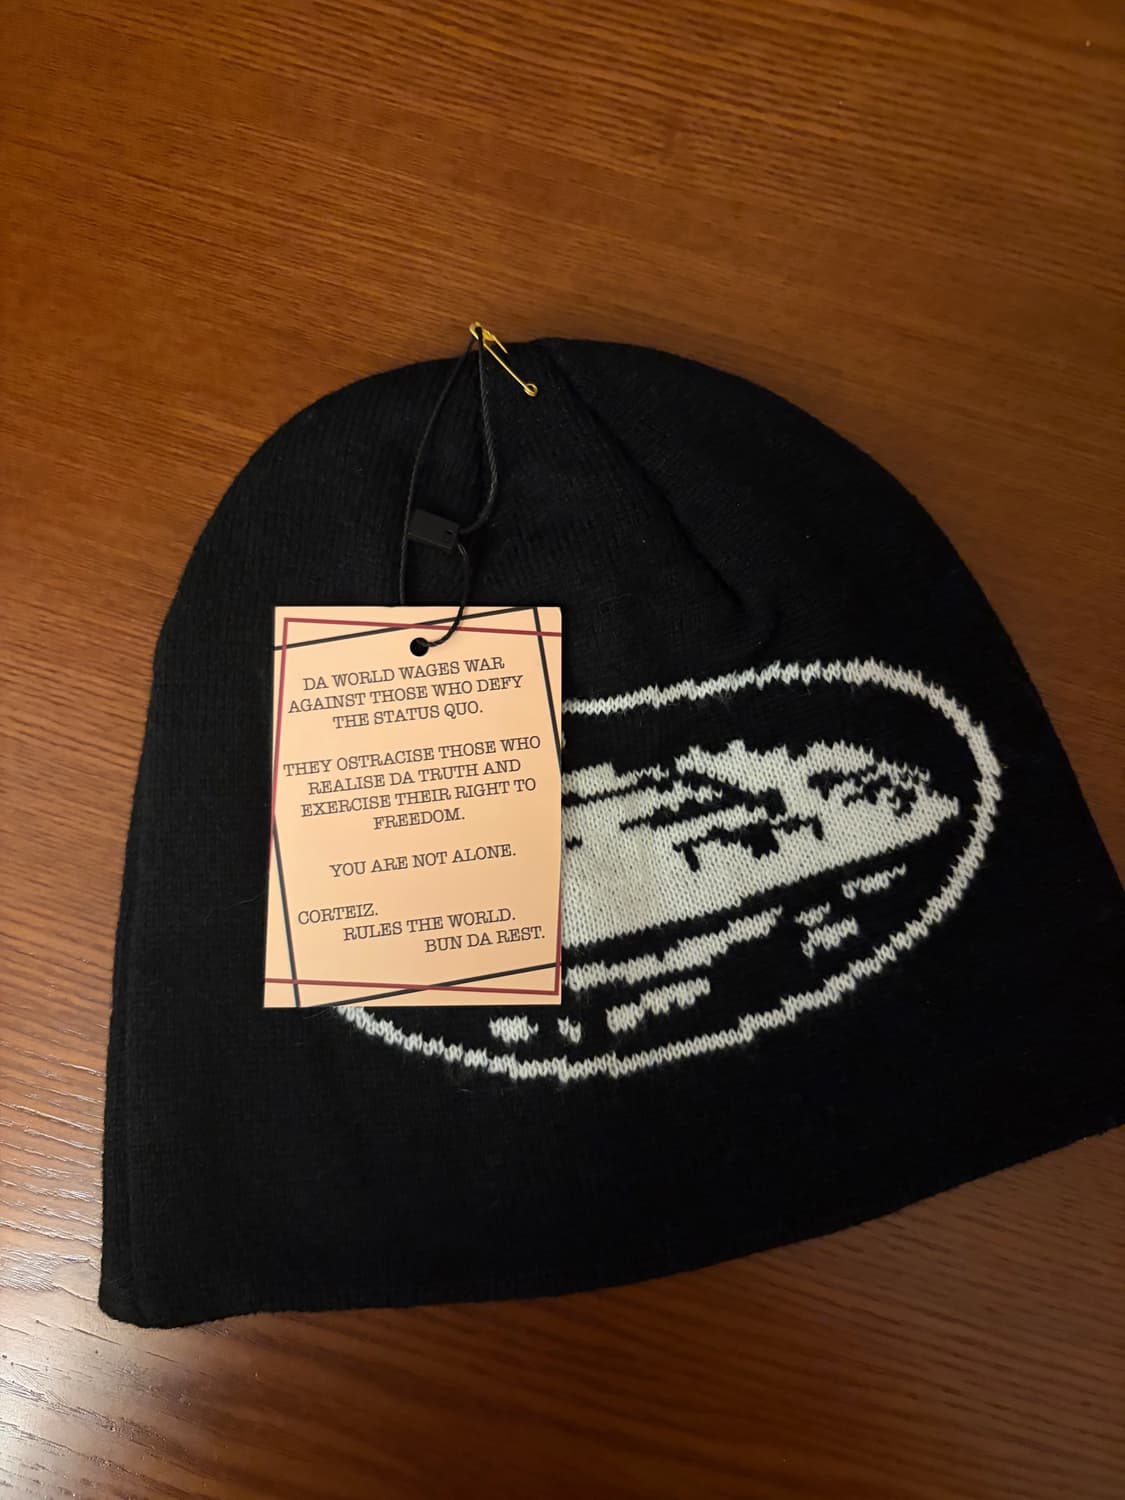 DA WORLD WAGES WAR
AGAINST THOSE WHO DEFY
THE STATUS QUO.
THEY OSTRACISE THOSE WHO
REALISE DA TRUTH AND
EXERCISE THEIR RIGHT TO
FREEDOM.
YOU ARE NOT ALONE.
CORTEIZ.
RULES THE WORLD.
BUN DA REST.